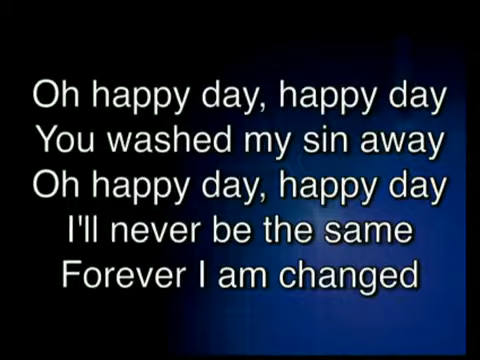 Oh happy day, happy day
You washed my sin away
Oh happy day, happy day
I'll never be the same
Forever I am changed